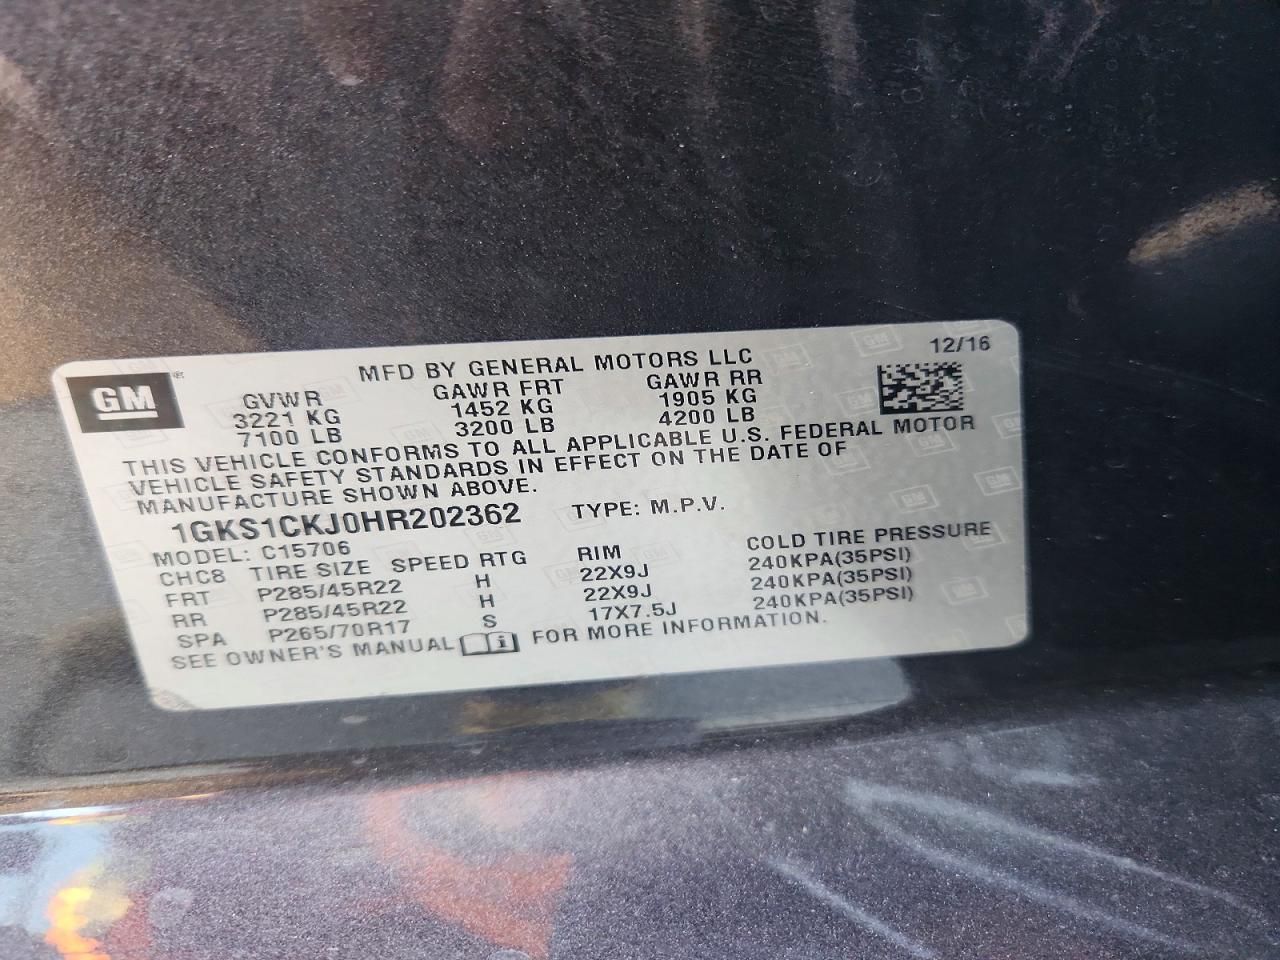 GM
MFD BY GENERAL MOTORS LLC 12/16
GVWR GAWR FRT GAWR RR
3221 KG 1452 KG 1905 KG
7100 LB 3200 LB 4200 LB
THIS VEHICLE CONFORMS TO ALL APPLICABLE U.S. FEDERAL MOTOR
VEHICLE SAFETY STANDARDS IN EFFECT ON THE DATE OF
MANUFACTURE SHOWN ABOVE.
1GKS1CKJ0HR202362 TYPE: M.P.V.
MODEL: C15706
CHC8 TIRE SIZE SPEED RTG RIM COLD TIRE PRESSURE
FRT P285/45R22 H 22X9J 240KPA(35PSI)
RR P285/45R22 H 22X9J 240KPA(35PSI)
SPA P265/70R17 S 17X7.5J 240KPA(35PSI)
SEE OWNER'S MANUAL FOR MORE INFORMATION.